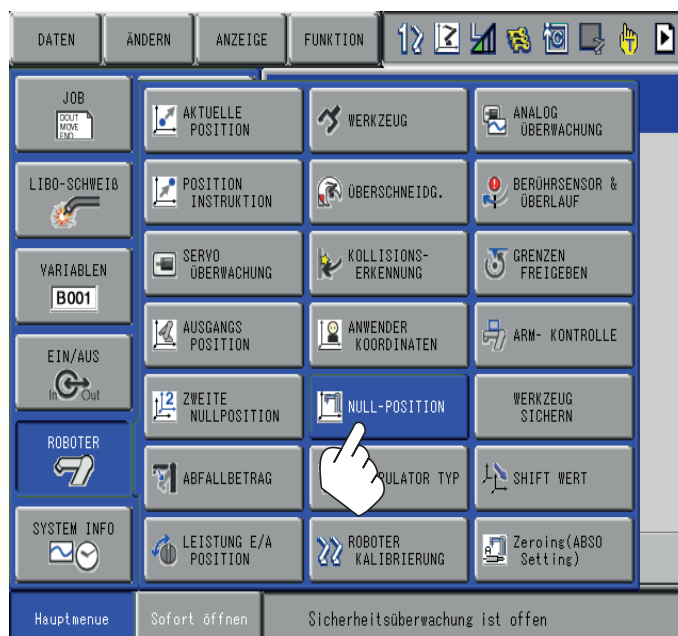 DATEN
ÄNDERN
ANZEIGE
FUNKTION
JOB
DOUT
MOVE
END
LIBO-SCHWEIß
VARIABLEN
B001
EIN/AUS
In Out
ROBOTER
SYSTEM INFO
AKTUELLE
POSITION
WERKZEUG
ANALOG
ÜBERWACHUNG
POSITION
INSTRUKTION
ÜBERSCHNEIDG.
BERÜHRSENSOR &
ÜBERLAUF
SERVO
ÜBERWACHUNG
KOLLISIONS-
ERKENNUNG
GRENZEN
FREIGEBEN
AUSGANGS
POSITION
ANWENDER
KOORDINATEN
ARM- KONTROLLE
2
ZWEITE
NULLPOSITION
NULL-POSITION
WERKZEUG
SICHERN
ABFALLBETRAG
PULATOR TYP
SHIFT WERT
LEISTUNG E/A
POSITION
ROBOTER
KALIBRIERUNG
Zeroing(ABSO
Setting)
Hauptmenue
Sofort öffnen
Sicherheitsüberwachung ist offen